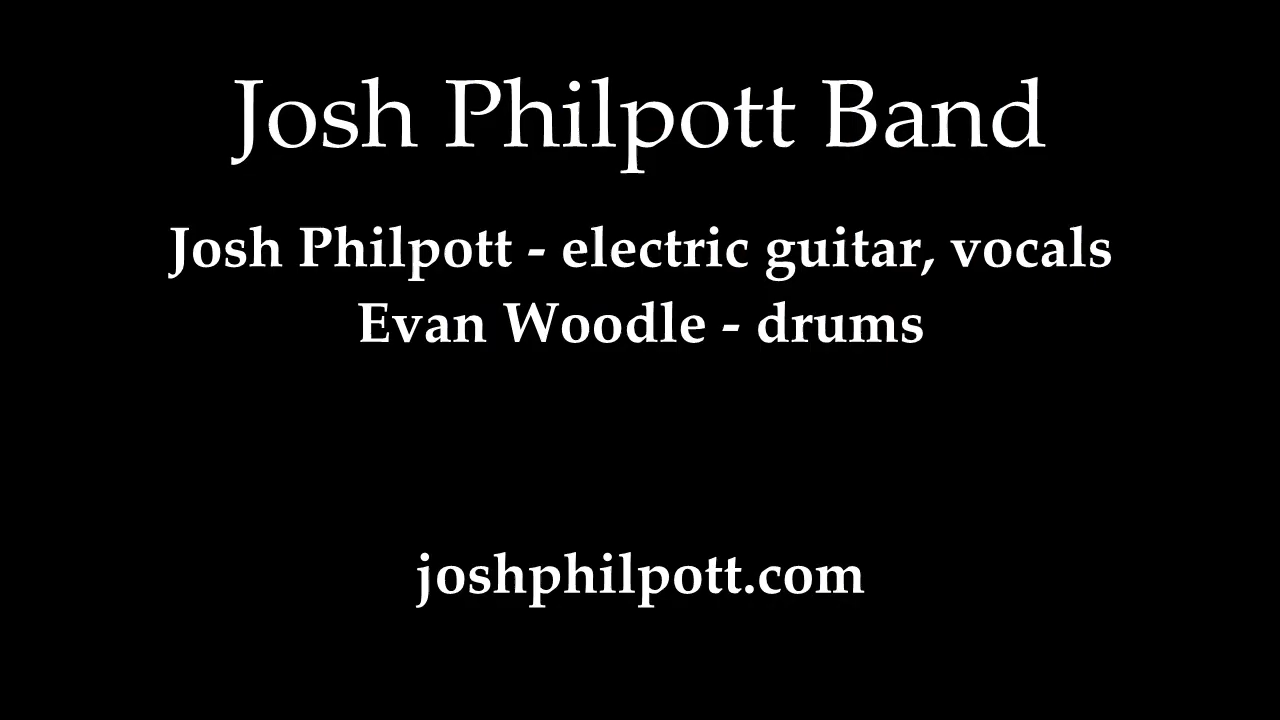 Josh Philpott Band
Josh Philpott - electric guitar, vocals
Evan Woodle - drums
joshphilpott.com